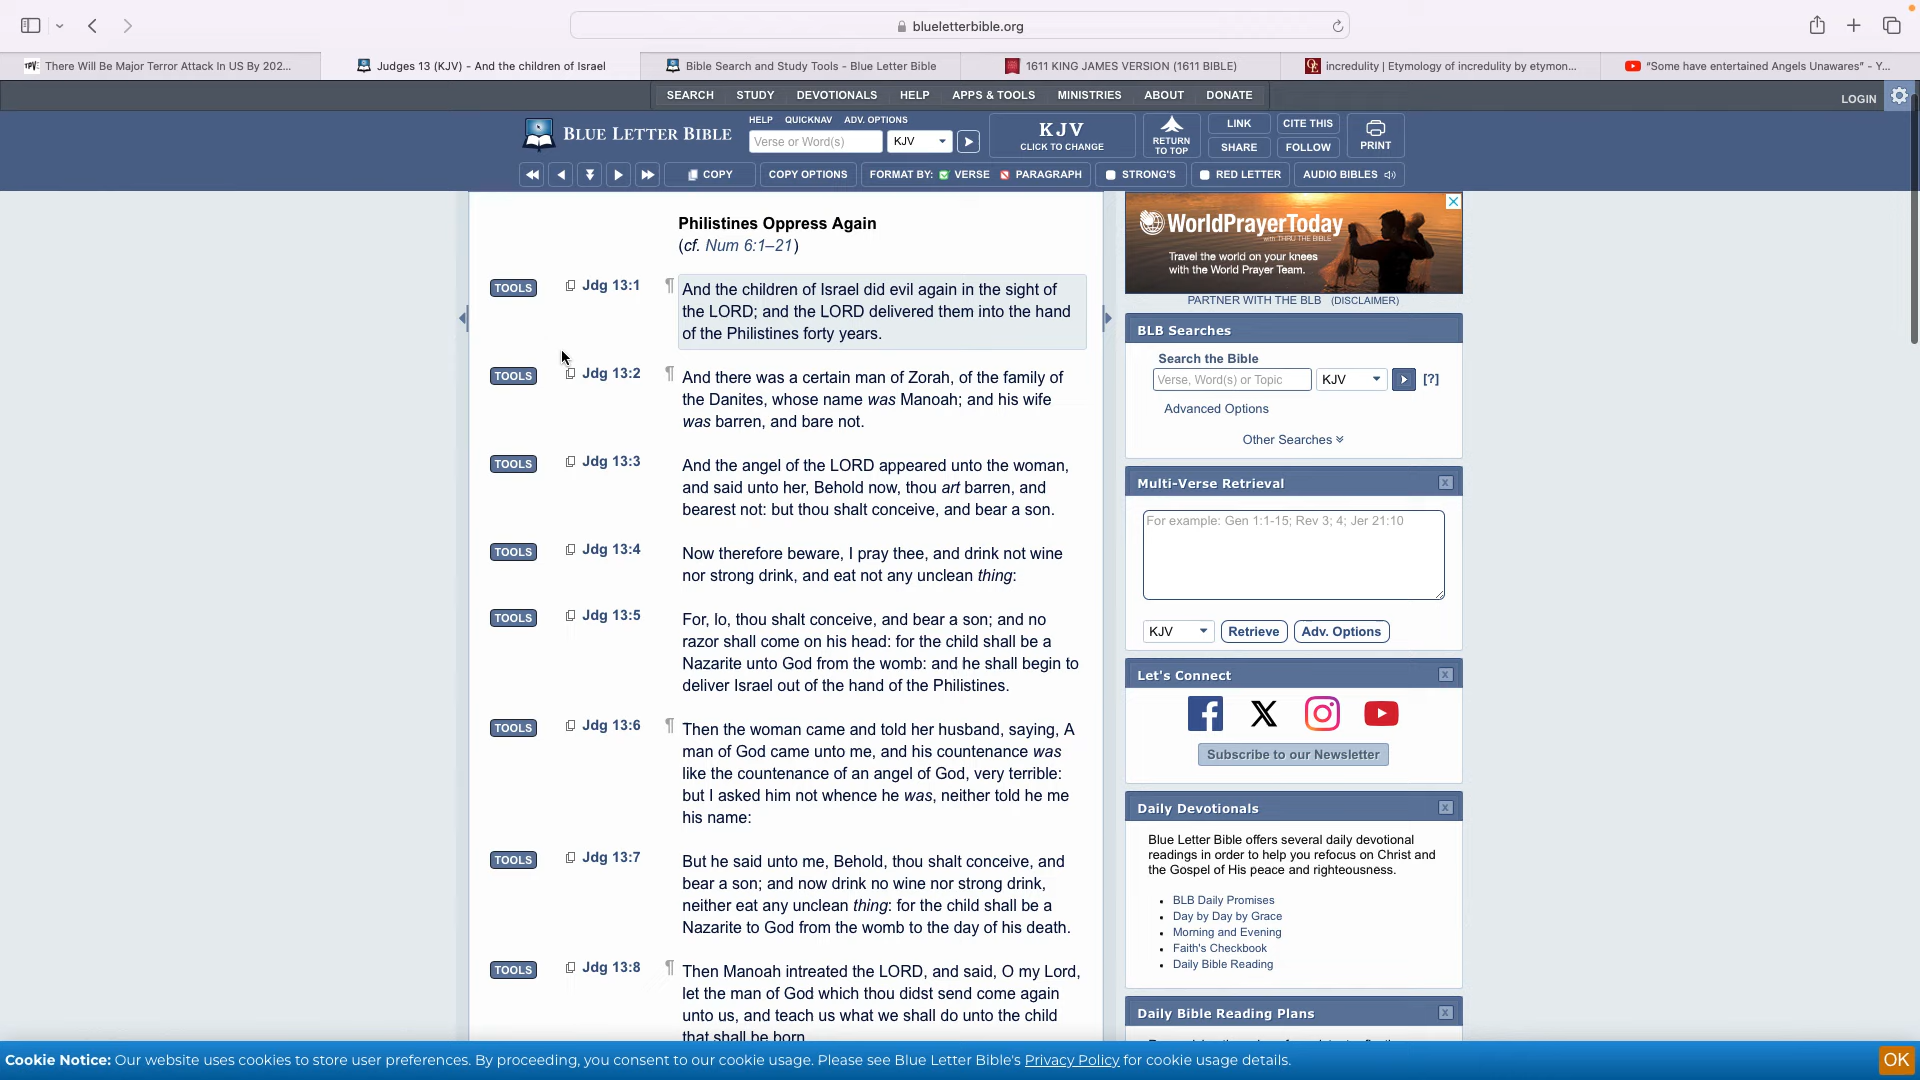 blueletterbible.org
There Will Be Major Terror Attack In US By 202...
Judges 13 (KJV) - And the children of Israel
Bible Search and Study Tools - Blue Letter Bible
1611 KING JAMES VERSION (1611 BIBLE)
incredulity | Etymology of incredulity by etymon...
"Some have entertained Angels Unawares" - Y...
SEARCH STUDY DEVOTIONALS HELP APPS & TOOLS MINISTRIES ABOUT DONATE
LOGIN
BLUE LETTER BIBLE
HELP QUICKNAV ADV. OPTIONS
Verse or Word(s)
KJV
KJV
CLICK TO CHANGE
RETURN
TO TOP
LINK
CITE THIS
SHARE
FOLLOW
PRINT
COPY
COPY OPTIONS
FORMAT BY: VERSE PARAGRAPH
STRONG'S
RED LETTER
AUDIO BIBLES
Philistines Oppress Again
(cf. Num 6:1–21)
TOOLS
Jdg 13:1
¶ And the children of Israel did evil again in the sight of
the LORD; and the LORD delivered them into the hand
of the Philistines forty years.
TOOLS
Jdg 13:2
¶ And there was a certain man of Zorah, of the family of
the Danites, whose name was Manoah; and his wife
was barren, and bare not.
TOOLS
Jdg 13:3
And the angel of the LORD appeared unto the woman,
and said unto her, Behold now, thou art barren, and
bearest not: but thou shalt conceive, and bear a son.
TOOLS
Jdg 13:4
Now therefore beware, I pray thee, and drink not wine
nor strong drink, and eat not any unclean thing:
TOOLS
Jdg 13:5
For, lo, thou shalt conceive, and bear a son; and no
razor shall come on his head: for the child shall be a
Nazarite unto God from the womb: and he shall begin to
deliver Israel out of the hand of the Philistines.
TOOLS
Jdg 13:6
¶ Then the woman came and told her husband, saying, A
man of God came unto me, and his countenance was
like the countenance of an angel of God, very terrible:
but I asked him not whence he was, neither told he me
his name:
TOOLS
Jdg 13:7
But he said unto me, Behold, thou shalt conceive, and
bear a son; and now drink no wine nor strong drink,
neither eat any unclean thing: for the child shall be a
Nazarite to God from the womb to the day of his death.
TOOLS
Jdg 13:8
¶ Then Manoah intreated the LORD, and said, O my Lord,
let the man of God which thou didst send come again
unto us, and teach us what we shall do unto the child
that shall be born.
WorldPrayerToday
with THRU THE BIBLE
Travel the world on your knees
with the World Prayer Team.
PARTNER WITH THE BLB (DISCLAIMER)
BLB Searches
Search the Bible
Verse, Word(s) or Topic
KJV
[?]
Advanced Options
Other Searches
Multi-Verse Retrieval
x
For example: Gen 1:1-15; Rev 3; 4; Jer 21:10
KJV
Retrieve
Adv. Options
Let's Connect
x
Subscribe to our Newsletter
Daily Devotionals
x
Blue Letter Bible offers several daily devotional
readings in order to help you refocus on Christ and
the Gospel of His peace and righteousness.
BLB Daily Promises
Day by Day by Grace
Morning and Evening
Faith's Checkbook
Daily Bible Reading
Daily Bible Reading Plans
x
Cookie Notice: Our website uses cookies to store user preferences. By proceeding, you consent to our cookie usage. Please see Blue Letter Bible's Privacy Policy for cookie usage details.
OK